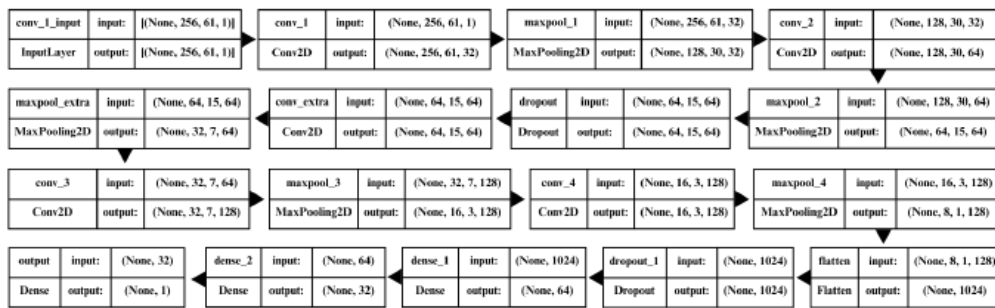 conv_1_input input: [(None, 256, 61, 1)]
InputLayer output: [(None, 256, 61, 1)]
conv_1 input: (None, 256, 61, 1)
Conv2D output: (None, 256, 61, 32)
maxpool_1 input: (None, 256, 61, 32)
MaxPooling2D output: (None, 128, 30, 32)
conv_2 input: (None, 128, 30, 32)
Conv2D output: (None, 128, 30, 64)
maxpool_2 input: (None, 128, 30, 64)
MaxPooling2D output: (None, 64, 15, 64)
dropout input: (None, 64, 15, 64)
Dropout output: (None, 64, 15, 64)
conv_extra input: (None, 64, 15, 64)
Conv2D output: (None, 64, 15, 64)
maxpool_extra input: (None, 64, 15, 64)
MaxPooling2D output: (None, 32, 7, 64)
conv_3 input: (None, 32, 7, 64)
Conv2D output: (None, 32, 7, 128)
maxpool_3 input: (None, 32, 7, 128)
MaxPooling2D output: (None, 16, 3, 128)
conv_4 input: (None, 16, 3, 128)
Conv2D output: (None, 16, 3, 128)
maxpool_4 input: (None, 16, 3, 128)
MaxPooling2D output: (None, 8, 1, 128)
flatten input: (None, 8, 1, 128)
Flatten output: (None, 1024)
dropout_1 input: (None, 1024)
Dropout output: (None, 1024)
dense_1 input: (None, 1024)
Dense output: (None, 64)
dense_2 input: (None, 64)
Dense output: (None, 32)
output input: (None, 32)
Dense output: (None, 1)